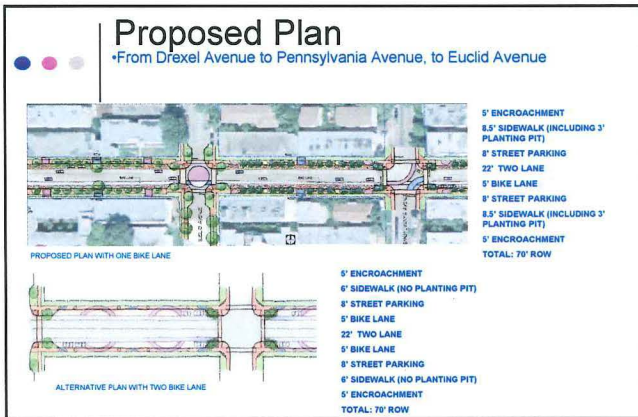 Proposed Plan
•From Drexel Avenue to Pennsylvania Avenue, to Euclid Avenue
5' ENCROACHMENT
8.5' SIDEWALK (INCLUDING 3'
PLANTING PIT)
8' STREET PARKING
22' TWO LANE
5' BIKE LANE
8' STREET PARKING
8.5' SIDEWALK (INCLUDING 3'
PLANTING PIT)
5' ENCROACHMENT
TOTAL: 70' ROW
PROPOSED PLAN WITH ONE BIKE LANE
5' ENCROACHMENT
6' SIDEWALK (NO PLANTING PIT)
8' STREET PARKING
5' BIKE LANE
22' TWO LANE
5' BIKE LANE
8' STREET PARKING
6' SIDEWALK (NO PLANTING PIT)
5' ENCROACHMENT
TOTAL: 70' ROW
ALTERNATIVE PLAN WITH TWO BIKE LANE